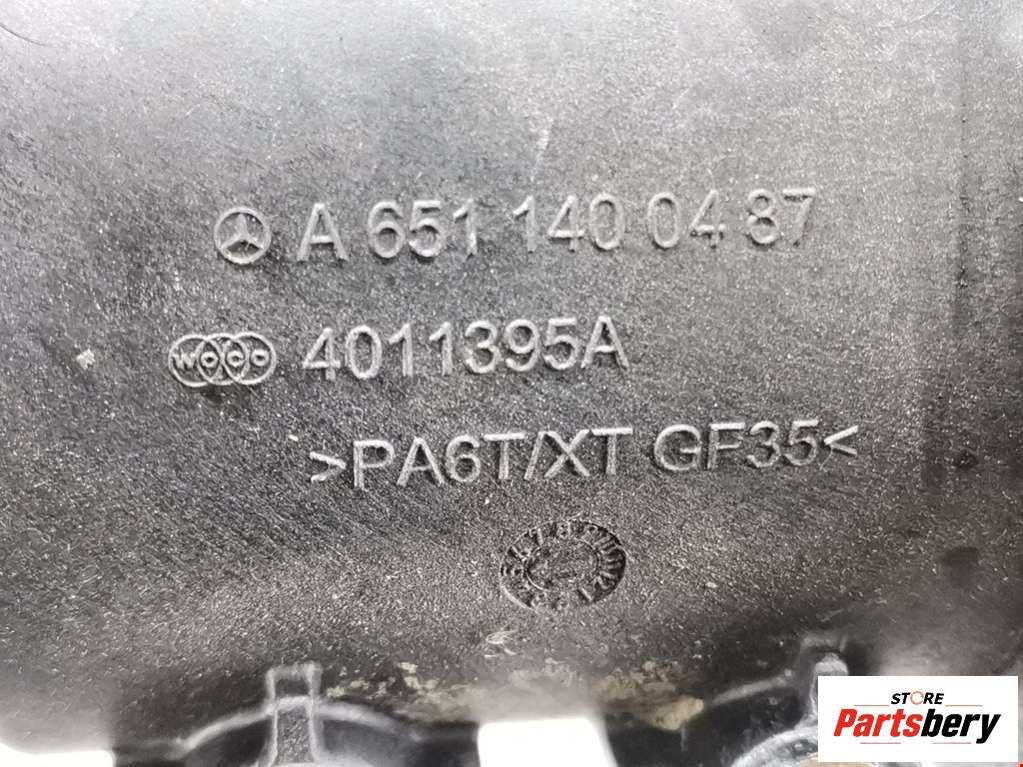 A 651 140 04 87
WOCO 4011395A
>PA6T/XT GF35<
STORE
Partsbery